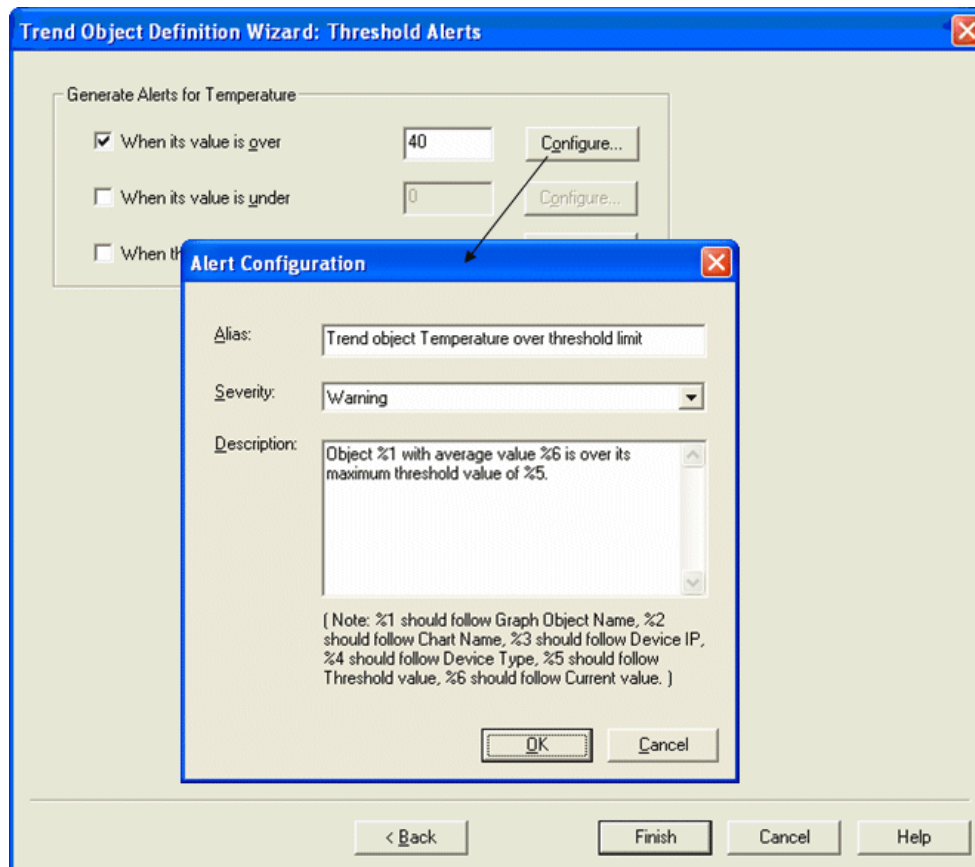 Trend Object Definition Wizard: Threshold Alerts
Generate Alerts for Temperature
When its value is over
40
Configure...
When its value is under
0
Configure...
When th
Alert Configuration
Alias:
Trend object Temperature over threshold limit
Severity:
Warning
Description:
Object %1 with average value %6 is over its
maximum threshold value of %5.
( Note: %1 should follow Graph Object Name, %2
should follow Chart Name, %3 should follow Device IP,
%4 should follow Device Type, %5 should follow
Threshold value, %6 should follow Current value. )
OK
Cancel
< Back
Finish
Cancel
Help